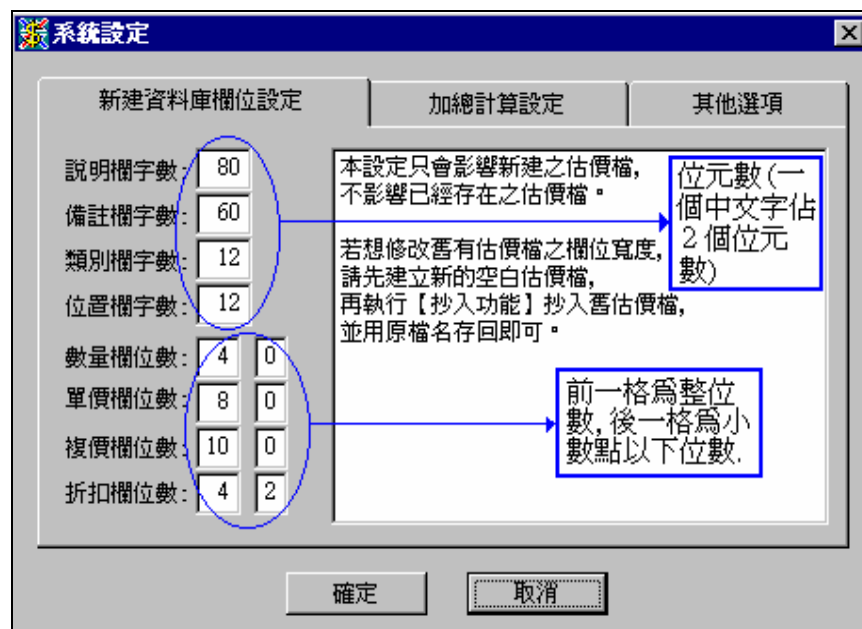 系統設定
新建資料庫欄位設定
加總計算設定
其他選項
說明欄字數: 80
備註欄字數: 60
類別欄字數: 12
位置欄字數: 12
數量欄位數: 4 0
單價欄位數: 8 0
複價欄位數: 10 0
折扣欄位數: 4 2
本設定只會影響新建之估價檔,
不影響已經存在之估價檔。
若想修改舊有估價檔之欄位寬度,
請先建立新的空白估價檔,
再執行【抄入功能】抄入舊估價檔,
並用原檔名存回即可。
位元數(一
個中文字佔
2個位元
數)
前一格爲整位
數,後一格爲小
數點以下位數.
確定
取消